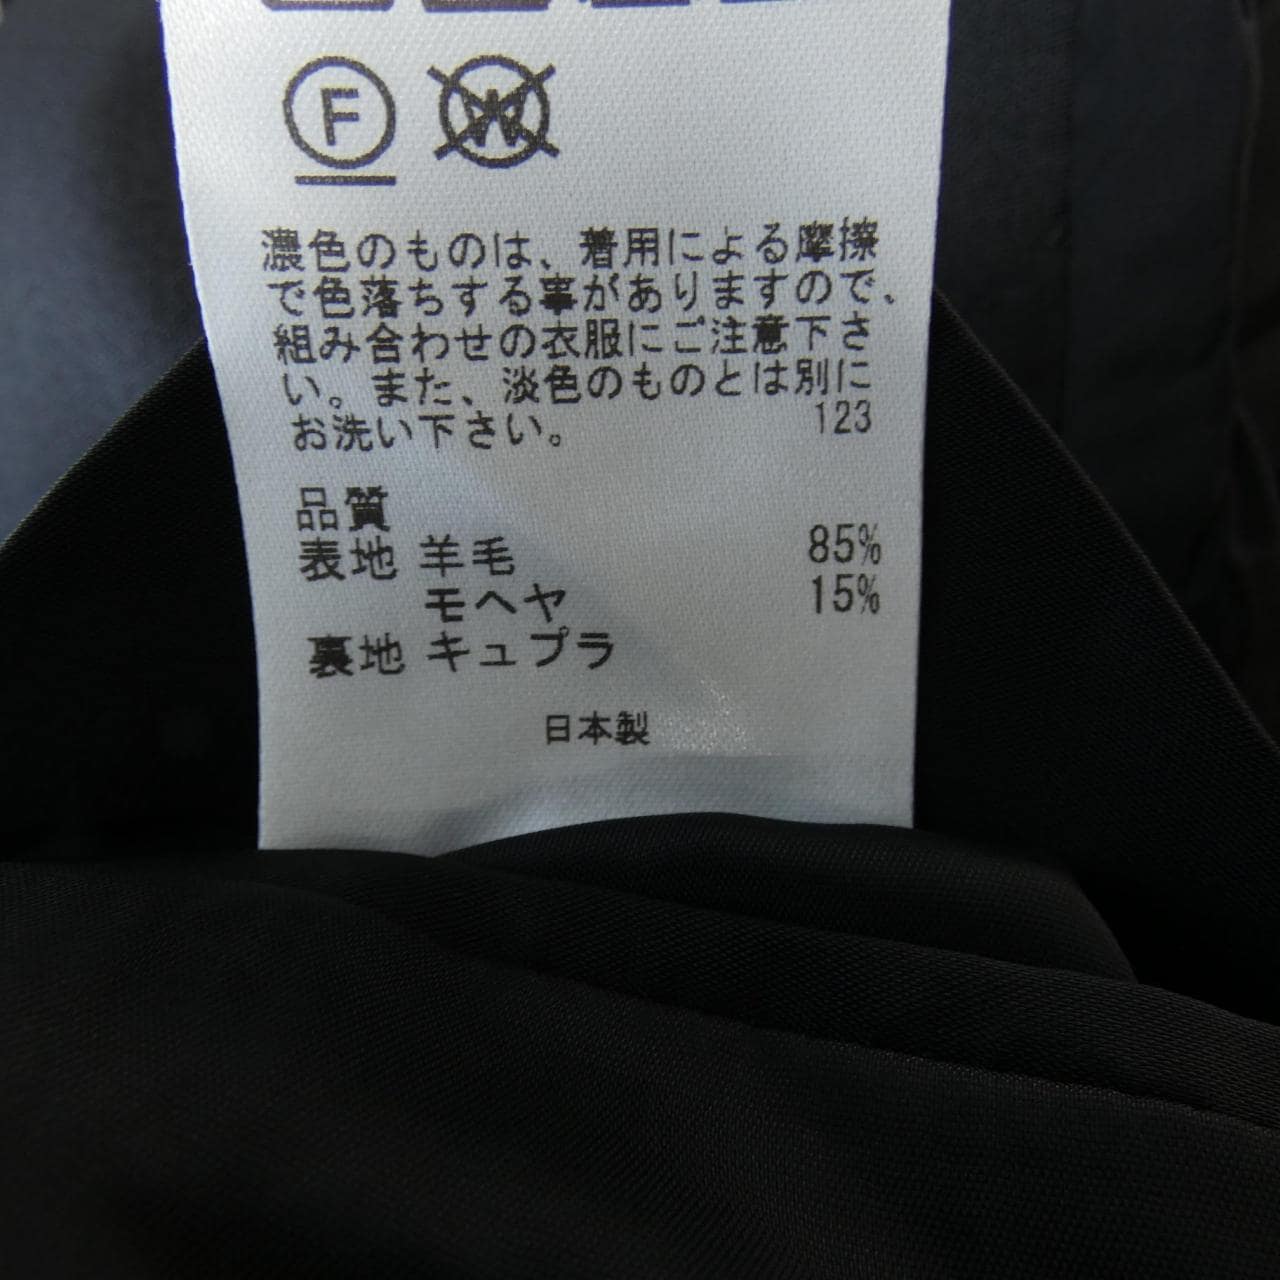 F W
濃色のものは、着用による摩擦
で色落ちする事がありますので、
組み合わせの衣服にご注意下さ
い。また、淡色のものとは別に
お洗い下さい。 123
品質
表地 羊毛 85%
モヘヤ 15%
裏地 キュプラ
日本製